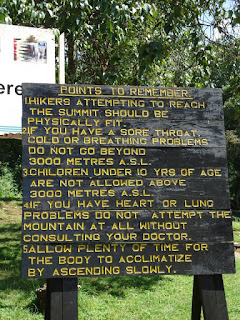 ere
POINTS TO REMEMBER
1.HIKERS ATTEMPTING TO REACH
THE SUMMIT SHOULD BE
PHYSICALLY FIT.
2.IF YOU HAVE A SORE THROAT,
COLD OR BREATHING PROBLEMS
DO NOT GO BEYOND
3000 METRES A.S.L.
3.CHILDREN UNDER 10 YRS OF AGE
ARE NOT ALLOWED ABOVE
3000 METRES A.S.L.
4.IF YOU HAVE HEART OR LUNG
PROBLEMS DO NOT ATTEMPT THE
MOUNTAIN AT ALL WITHOUT
CONSULTING YOUR DOCTOR.
5.ALLOW PLENTY OF TIME FOR
THE BODY TO ACCLIMATIZE
BY ASCENDING SLOWLY.